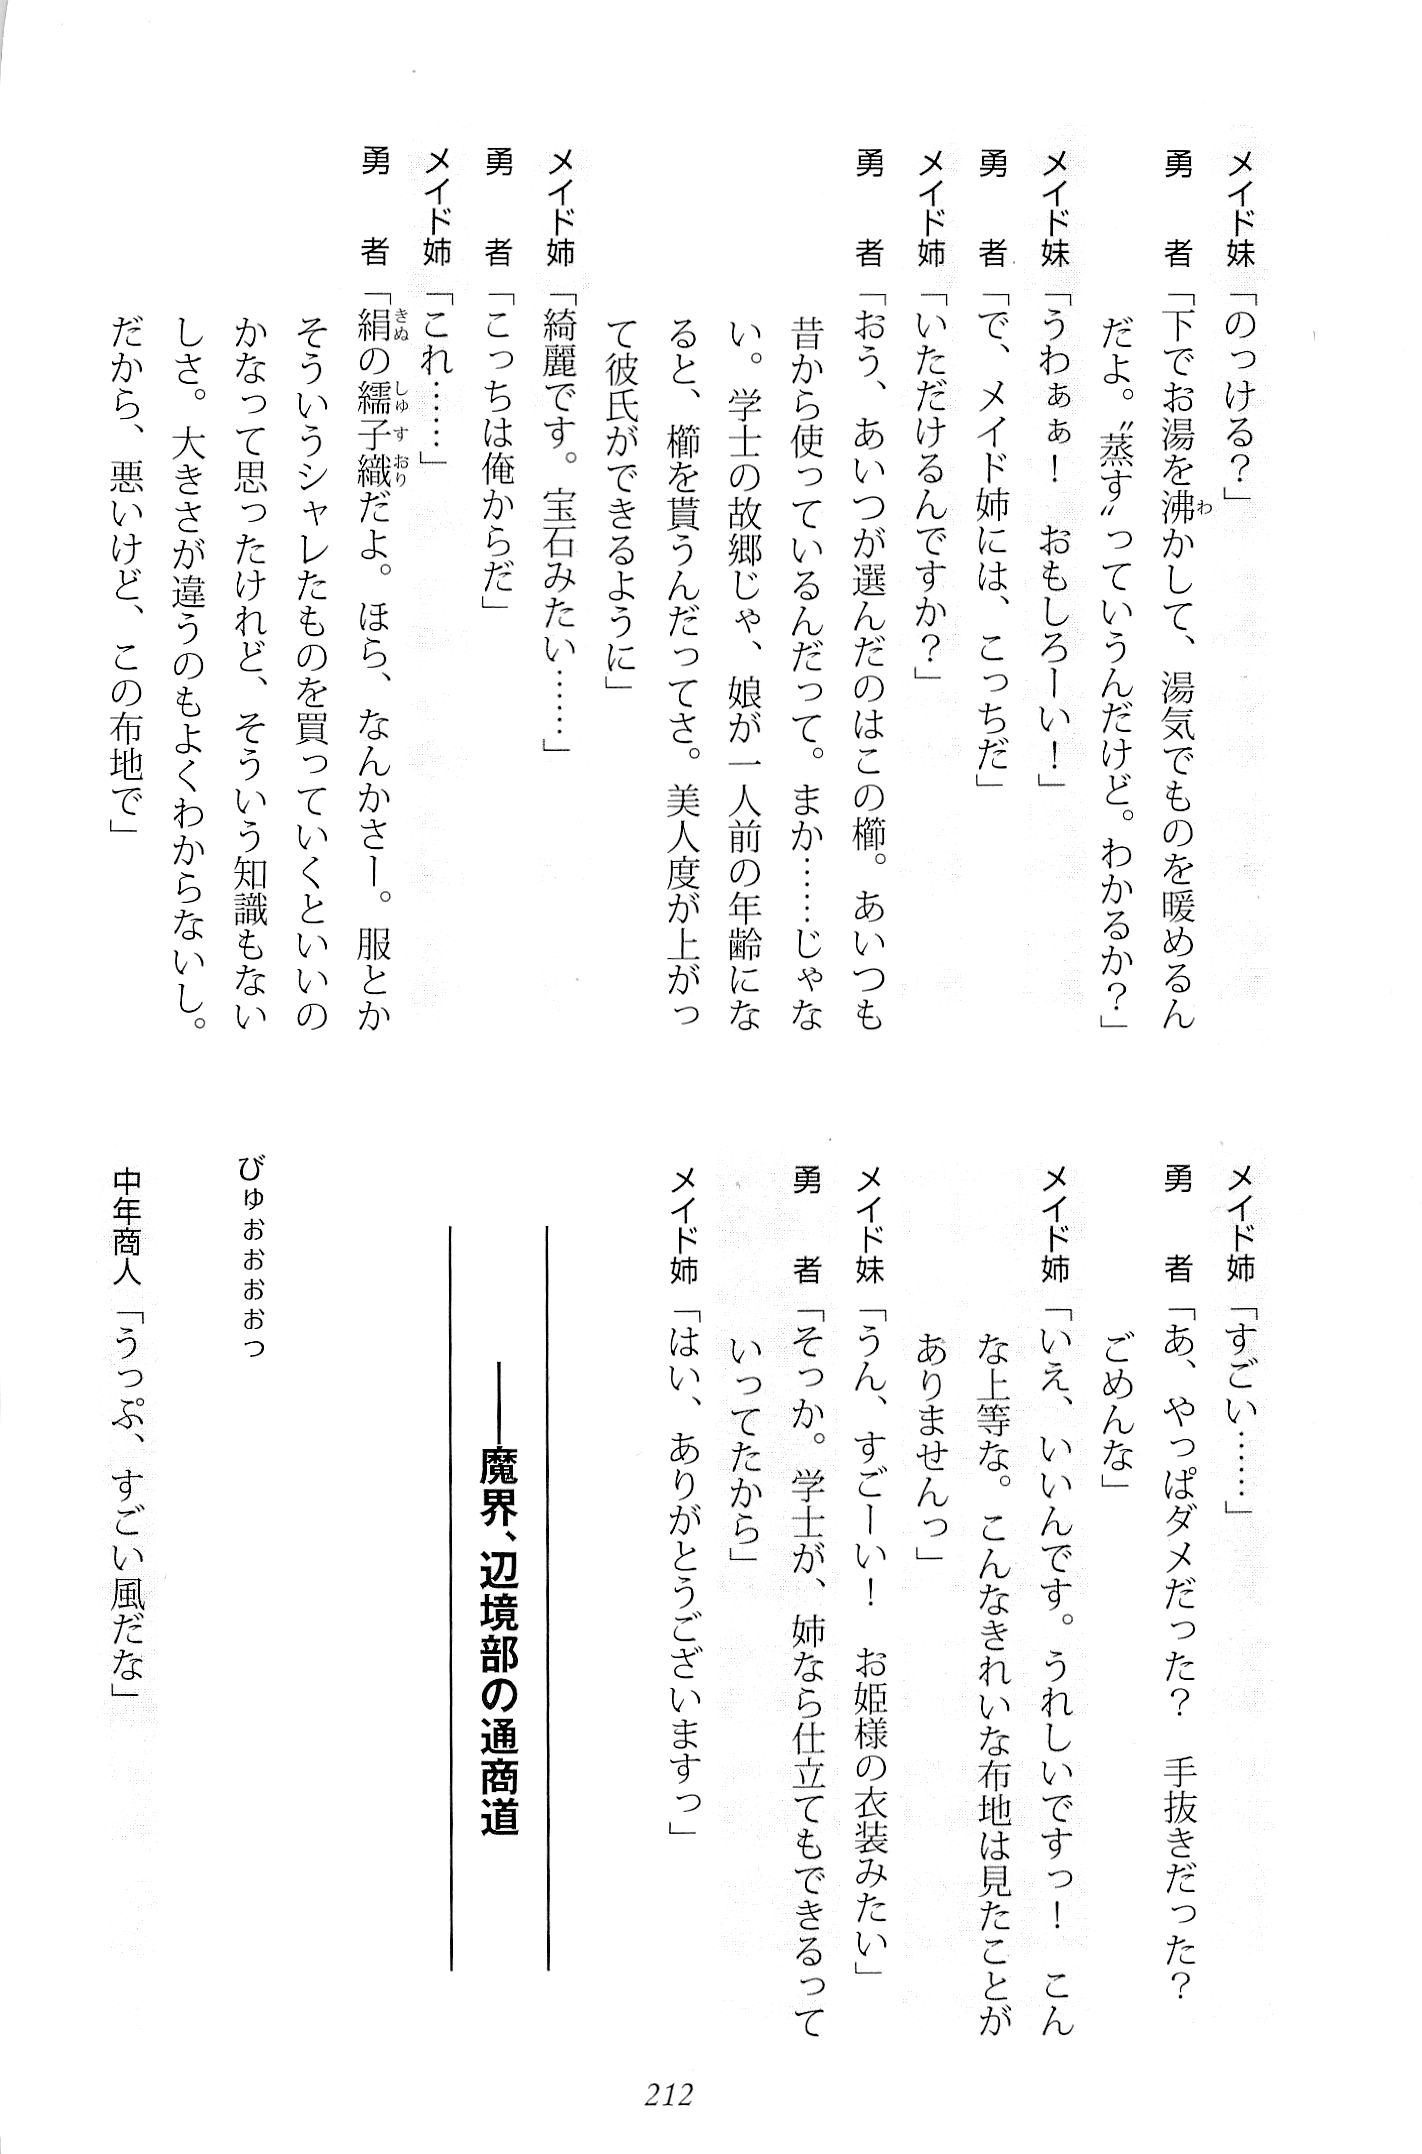 メイド妹「のっける？」
勇　者「下でお湯を沸かして、湯気でものを暖めるん
だよ。〝蒸す〟っていうんだけど。わかるか？」
メイド妹「うわぁぁ！　おもしろーい！」
勇　者「で、メイド姉には、こっちだ」
メイド姉「いただけるんですか？」
勇　者「おう、あいつが選んだのはこの櫛。あいつも
昔から使っているんだって。まか……じゃな
い。学士の故郷じゃ、娘が一人前の年齢にな
ると、櫛を貰うんだってさ。美人度が上がっ
て彼氏ができるように」
メイド姉「綺麗です。宝石みたい……」
勇　者「こっちは俺からだ」
メイド姉「これ……」
勇　者「絹の繻子織だよ。ほら、なんかさー。服とか
そういうシャレたものを買っていくといいの
かなって思ったけれど、そういう知識もない
しさ。大きさが違うのもよくわからないし。
だから、悪いけど、この布地で」
メイド姉「すごい……」
勇　者「あ、やっぱダメだった？　手抜きだった？
ごめんな」
メイド姉「いえ、いいんです。うれしいですっ！　こん
な上等な。こんなきれいな布地は見たことが
ありませんっ」
メイド妹「うん、すごーい！　お姫様の衣装みたい」
勇　者「そっか。学士が、姉なら仕立てもできるって
いってたから」
メイド姉「はい、ありがとうございますっ」
――魔界、辺境部の通商道
びゅぉぉぉぉっ
中年商人「うっぷ、すごい風だな」
212